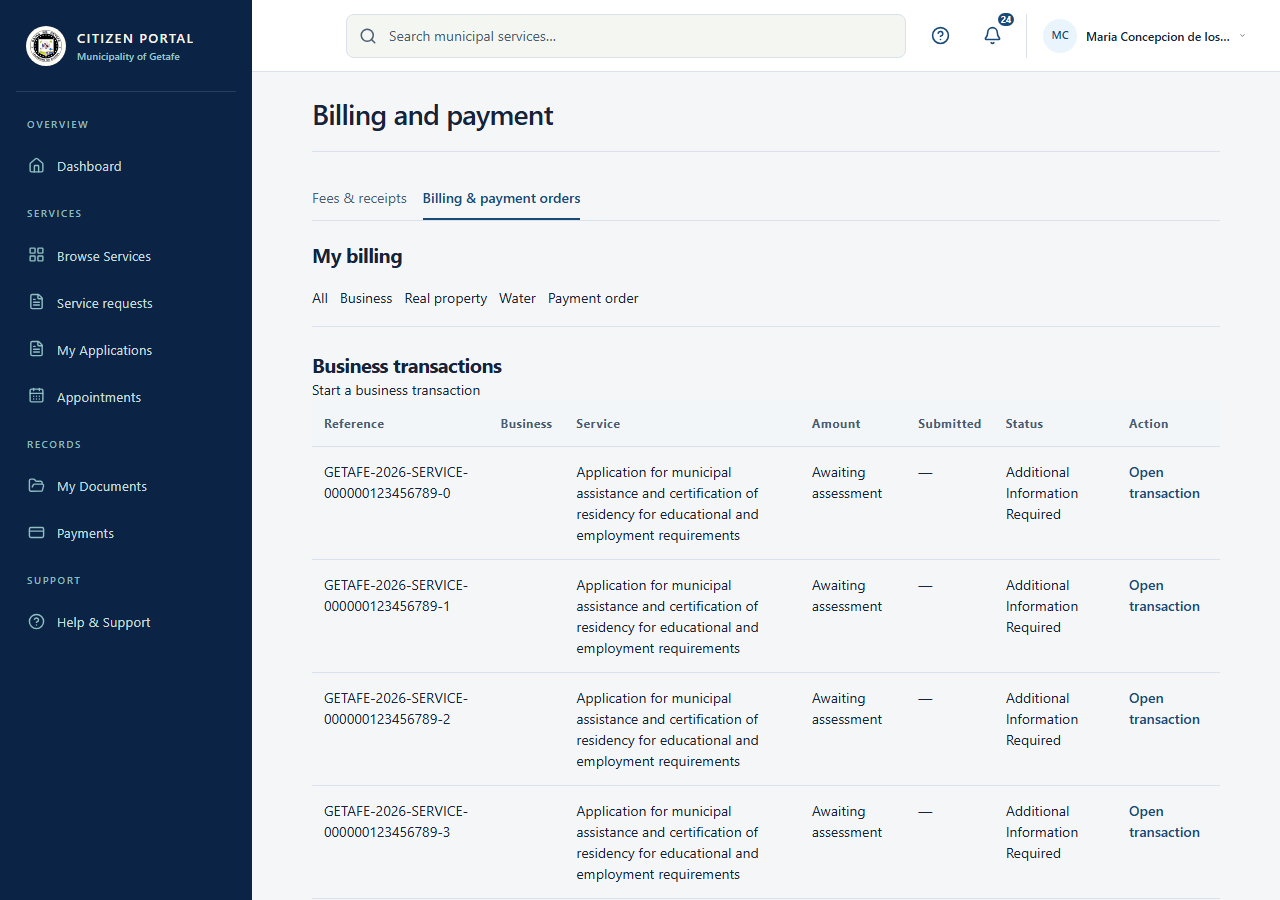 CITIZEN PORTAL
Municipality of Getafe
Search municipal services...
24
MC
Maria Concepcion de los...
OVERVIEW
Dashboard
SERVICES
Browse Services
Service requests
My Applications
Appointments
RECORDS
My Documents
Payments
SUPPORT
Help & Support
Billing and payment
Fees & receipts Billing & payment orders
My billing
All Business Real property Water Payment order
Business transactions
Start a business transaction
Reference Business Service Amount Submitted Status Action
GETAFE-2026-SERVICE- Application for municipal Awaiting — Additional Open
000000123456789-0 assistance and certification of assessment Information transaction
residency for educational and Required
employment requirements
GETAFE-2026-SERVICE- Application for municipal Awaiting — Additional Open
000000123456789-1 assistance and certification of assessment Information transaction
residency for educational and Required
employment requirements
GETAFE-2026-SERVICE- Application for municipal Awaiting — Additional Open
000000123456789-2 assistance and certification of assessment Information transaction
residency for educational and Required
employment requirements
GETAFE-2026-SERVICE- Application for municipal Awaiting — Additional Open
000000123456789-3 assistance and certification of assessment Information transaction
residency for educational and Required
employment requirements